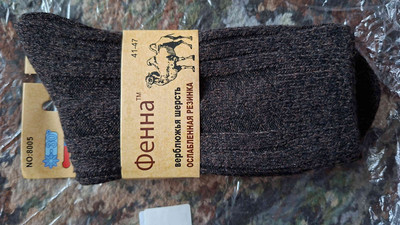 41-47
Фенна™
верблюжья шерсть
ОСЛАБЛЕННАЯ РЕЗИНКА
NO:8005